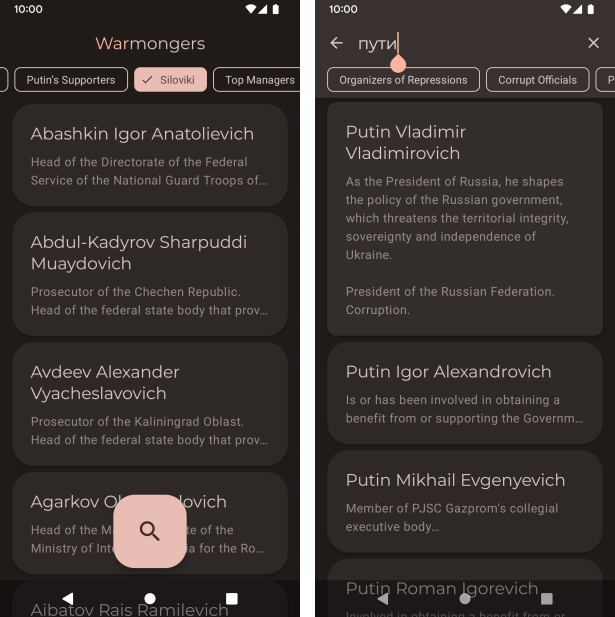 10:00
Warmongers
Putin's Supporters
Siloviki
Top Managers
Abashkin Igor Anatolievich
Head of the Directorate of the Federal
Service of the National Guard Troops of…
Abdul-Kadyrov Sharpuddi
Muaydovich
Prosecutor of the Chechen Republic.
Head of the federal state body that prov…
Avdeev Alexander
Vyacheslavovich
Prosecutor of the Kaliningrad Oblast.
Head of the federal state body that prov…
Agarkov
Head of the
te of the
Ministry of
ia for the Ro…
Aibatov Rais Ramilevich
10:00
пути
Organizers of Repressions
Corrupt Officials
P
Putin Vladimir
Vladimirovich
As the President of Russia, he shapes
the policy of the Russian government,
which threatens the territorial integrity,
sovereignty and independence of
Ukraine.
President of the Russian Federation.
Corruption.
Putin Igor Alexandrovich
Is or has been involved in obtaining a
benefit from or supporting the Governm…
Putin Mikhail Evgenyevich
Member of PJSC Gazprom's collegial
executive body…
Putin Roman Igorevich
Involved in obtaining a benefit from or